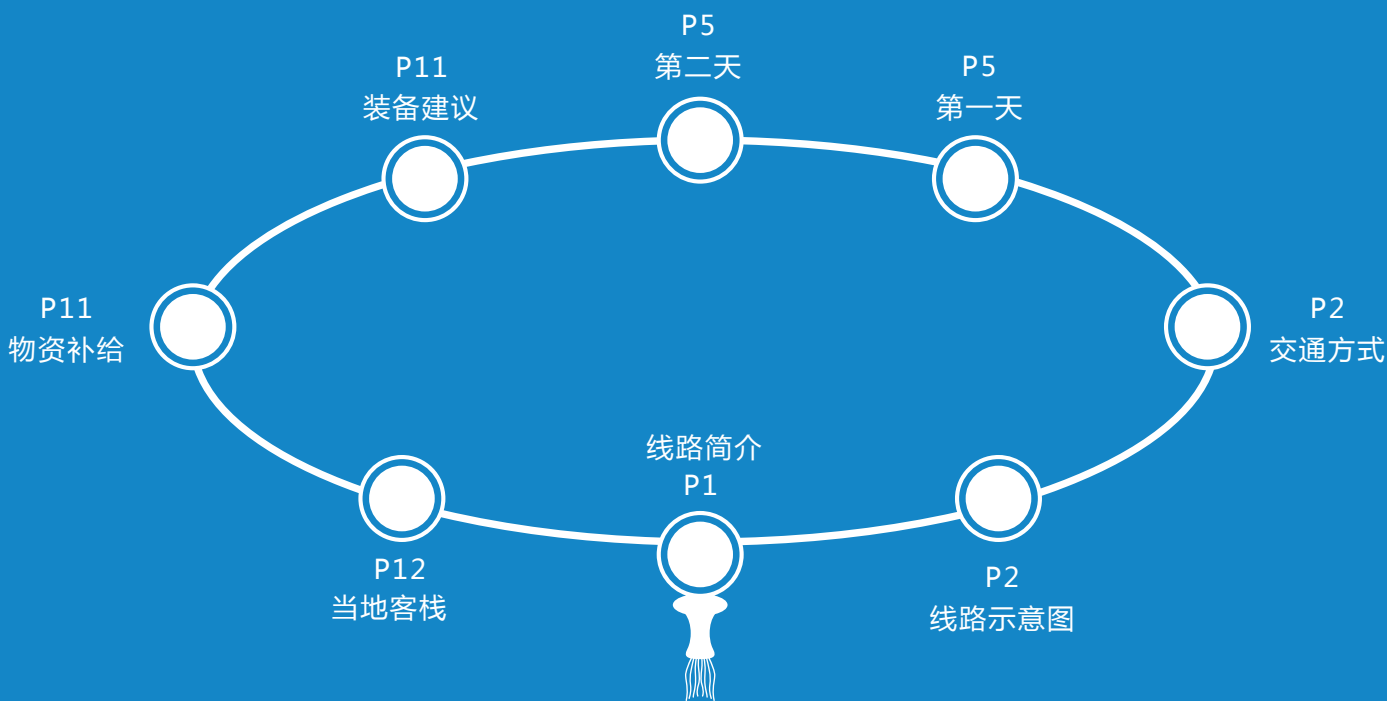 P5
第二天
P11
装备建议
P5
第一天
P11
物资补给
P2
交通方式
线路简介
P1
P12
当地客栈
P2
线路示意图